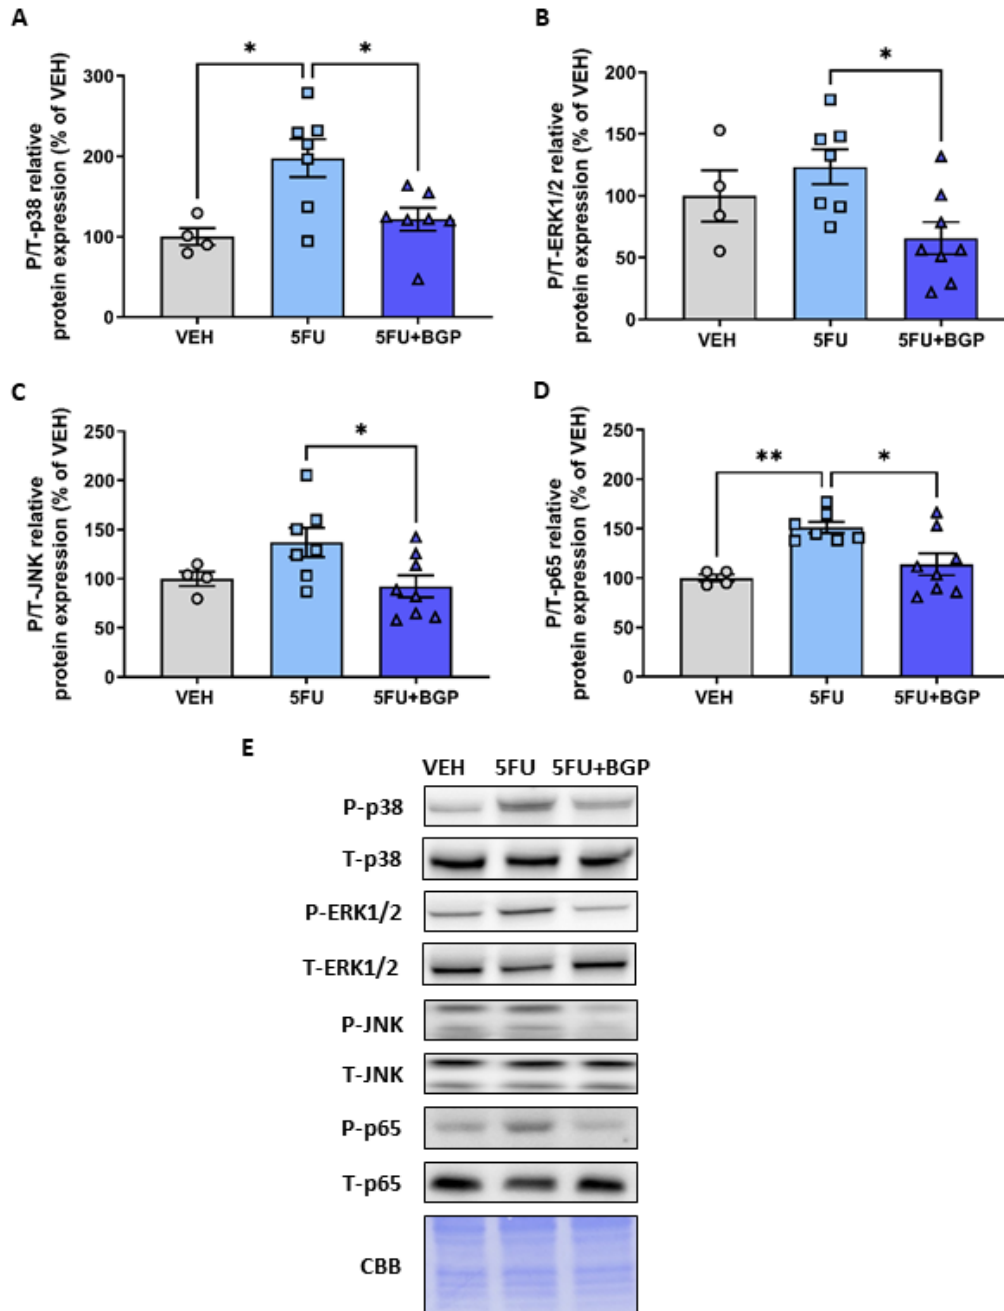 A
P/T-p38 relative
protein expression (% of VEH)
300
200
100
0
*
*
VEH
5FU
5FU+BGP
B
P/T-ERK1/2 relative
protein expression (% of VEH)
200
150
100
50
0
*
VEH
5FU
5FU+BGP
C
P/T-JNK relative
protein expression (% of VEH)
250
200
150
100
50
0
*
VEH
5FU
5FU+BGP
D
P/T-p65 relative
protein expression (% of VEH)
250
200
150
100
50
0
**
*
VEH
5FU
5FU+BGP
E
VEH 5FU 5FU+BGP
P-p38
T-p38
P-ERK1/2
T-ERK1/2
P-JNK
T-JNK
P-p65
T-p65
CBB